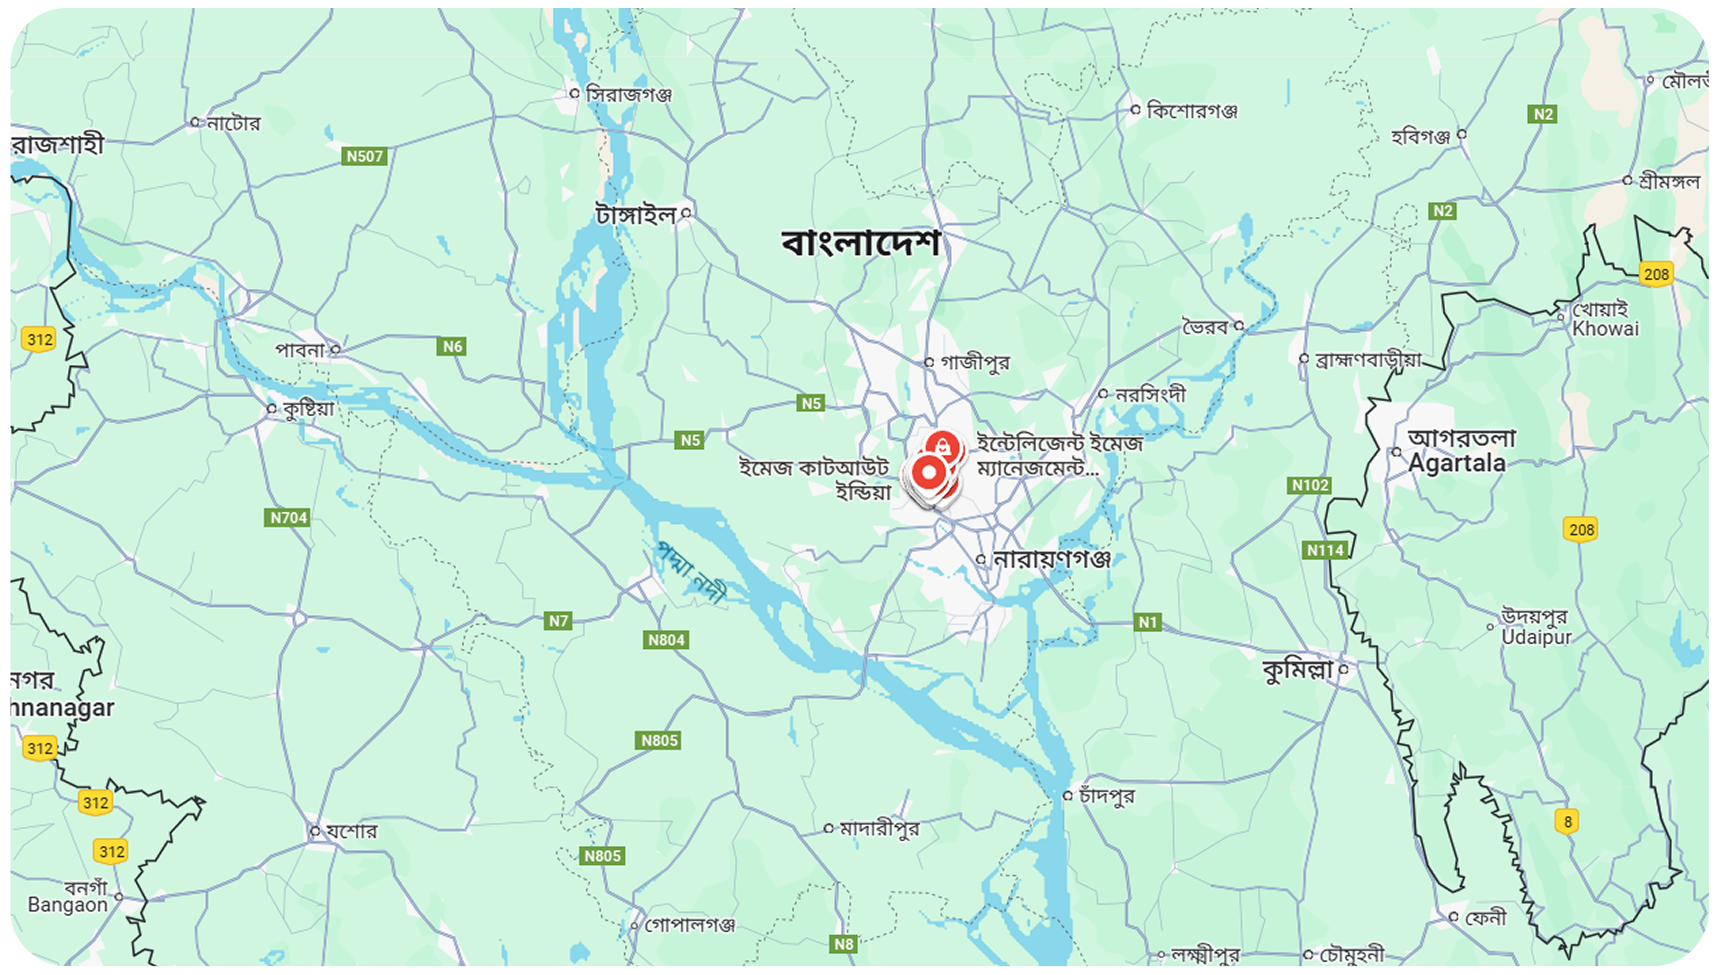 সিরাজগঞ্জ
কিশোরগঞ্জ
N2
নাটোর
হবিগঞ্জ
রাজশাহী
N507
শ্রীমঙ্গল
টাঙ্গাইল
N2
বাংলাদেশ
208
খোয়াই
Khowai
ভৈরব
312
পাবনা
N6
গাজীপুর
ব্রাহ্মণবাড়ীয়া
নরসিংদী
কুষ্টিয়া
N5
N5
ইন্টেলিজেন্ট ইমেজ
ম্যানেজমেন্ট...
ইমেজ কাটআউট
ইন্ডিয়া
আগরতলা
Agartala
N102
N704
208
N114
নারায়ণগঞ্জ
পদ্মা নদী
N7
N804
N1
উদয়পুর
Udaipur
কুমিল্লা
নগর
hnanagar
N805
312
312
চাঁদপুর
মাদারীপুর
8
যশোর
312
N805
বনগাঁ
Bangaon
গোপালগঞ্জ
ফেনী
N8
লক্ষ্মীপুর
চৌমুহনী